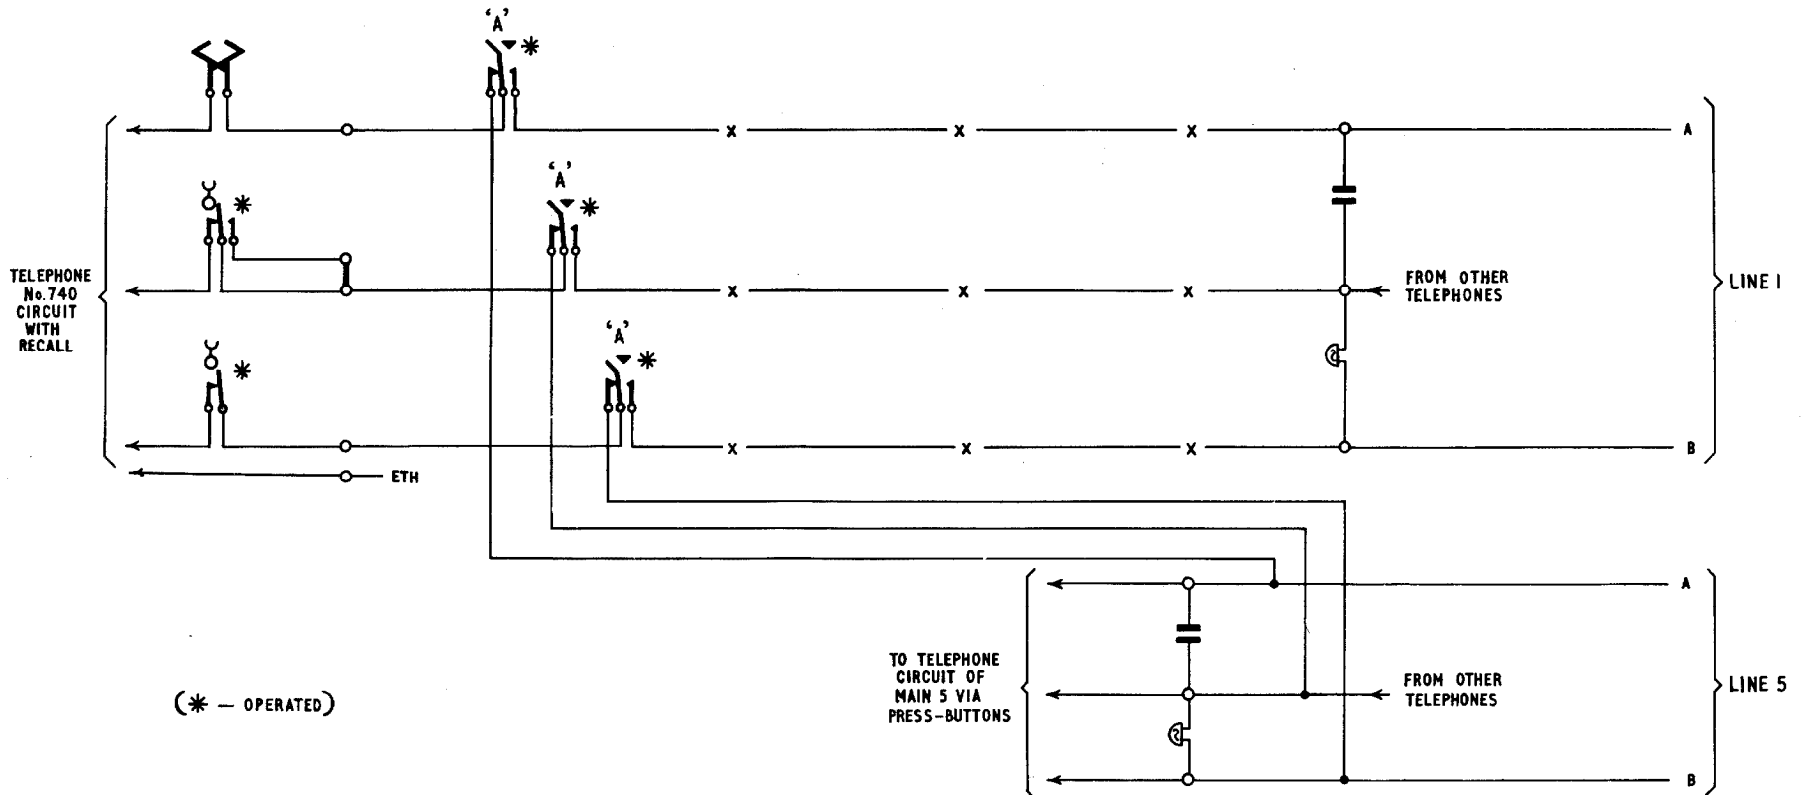 'A'
✳
x x x
A
'A'
✳
✳
TELEPHONE
No.740
CIRCUIT
WITH
RECALL
x x x
FROM OTHER
TELEPHONES
LINE 1
'A'
✳
✳
x x x
B
ETH
A
TO TELEPHONE
CIRCUIT OF
MAIN 5 VIA
PRESS-BUTTONS
FROM OTHER
TELEPHONES
LINE 5
(✳ — OPERATED)
B